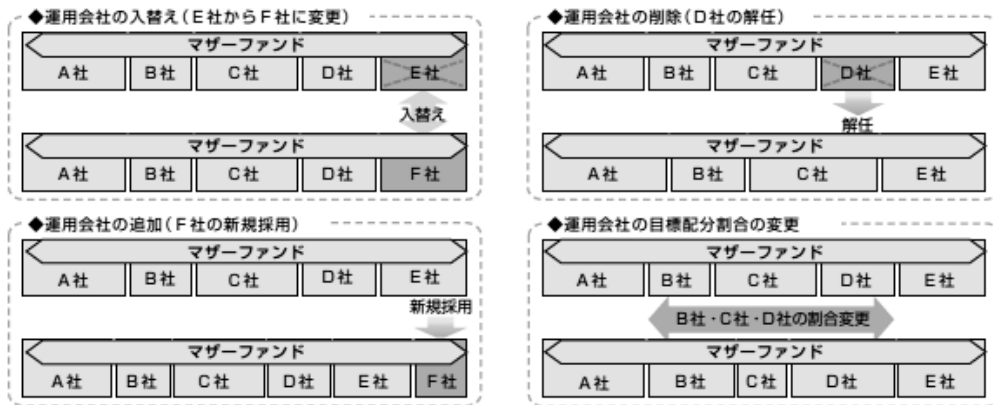 ◆運用会社の入替え(E社からF社に変更)
マザーファンド
A社 B社 C社 D社 E社
入替え
マザーファンド
A社 B社 C社 D社 F社
◆運用会社の削除(D社の解任)
マザーファンド
A社 B社 C社 D社 E社
解任
マザーファンド
A社 B社 C社 E社
◆運用会社の追加(F社の新規採用)
マザーファンド
A社 B社 C社 D社 E社
新規採用
マザーファンド
A社 B社 C社 D社 E社 F社
◆運用会社の目標配分割合の変更
マザーファンド
A社 B社 C社 D社 E社
B社・C社・D社の割合変更
マザーファンド
A社 B社 C社 D社 E社